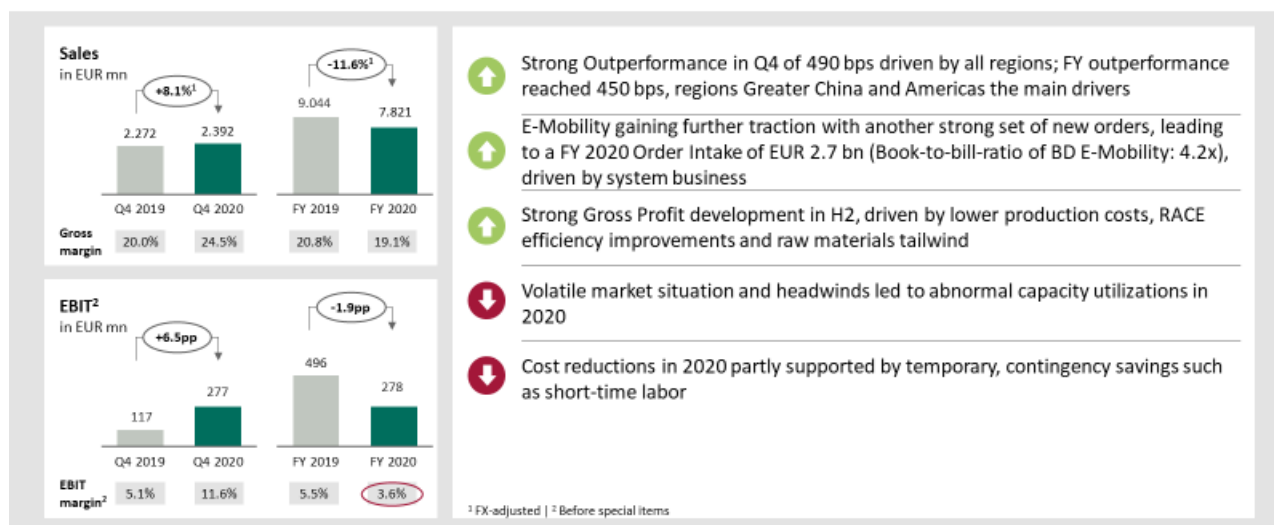 Sales
in EUR mn
+8.1%¹
-11.6%¹
2.272
2.392
9.044
7.821
Q4 2019
Q4 2020
FY 2019
FY 2020
Gross
margin
20.0%
24.5%
20.8%
19.1%
EBIT²
in EUR mn
+6.5pp
-1.9pp
117
277
496
278
Q4 2019
Q4 2020
FY 2019
FY 2020
EBIT
margin²
5.1%
11.6%
5.5%
3.6%
Strong Outperformance in Q4 of 490 bps driven by all regions; FY outperformance
reached 450 bps, regions Greater China and Americas the main drivers
E-Mobility gaining further traction with another strong set of new orders, leading
to a FY 2020 Order Intake of EUR 2.7 bn (Book-to-bill-ratio of BD E-Mobility: 4.2x),
driven by system business
Strong Gross Profit development in H2, driven by lower production costs, RACE
efficiency improvements and raw materials tailwind
Volatile market situation and headwinds led to abnormal capacity utilizations in
2020
Cost reductions in 2020 partly supported by temporary, contingency savings such
as short-time labor
¹ FX-adjusted | ² Before special items